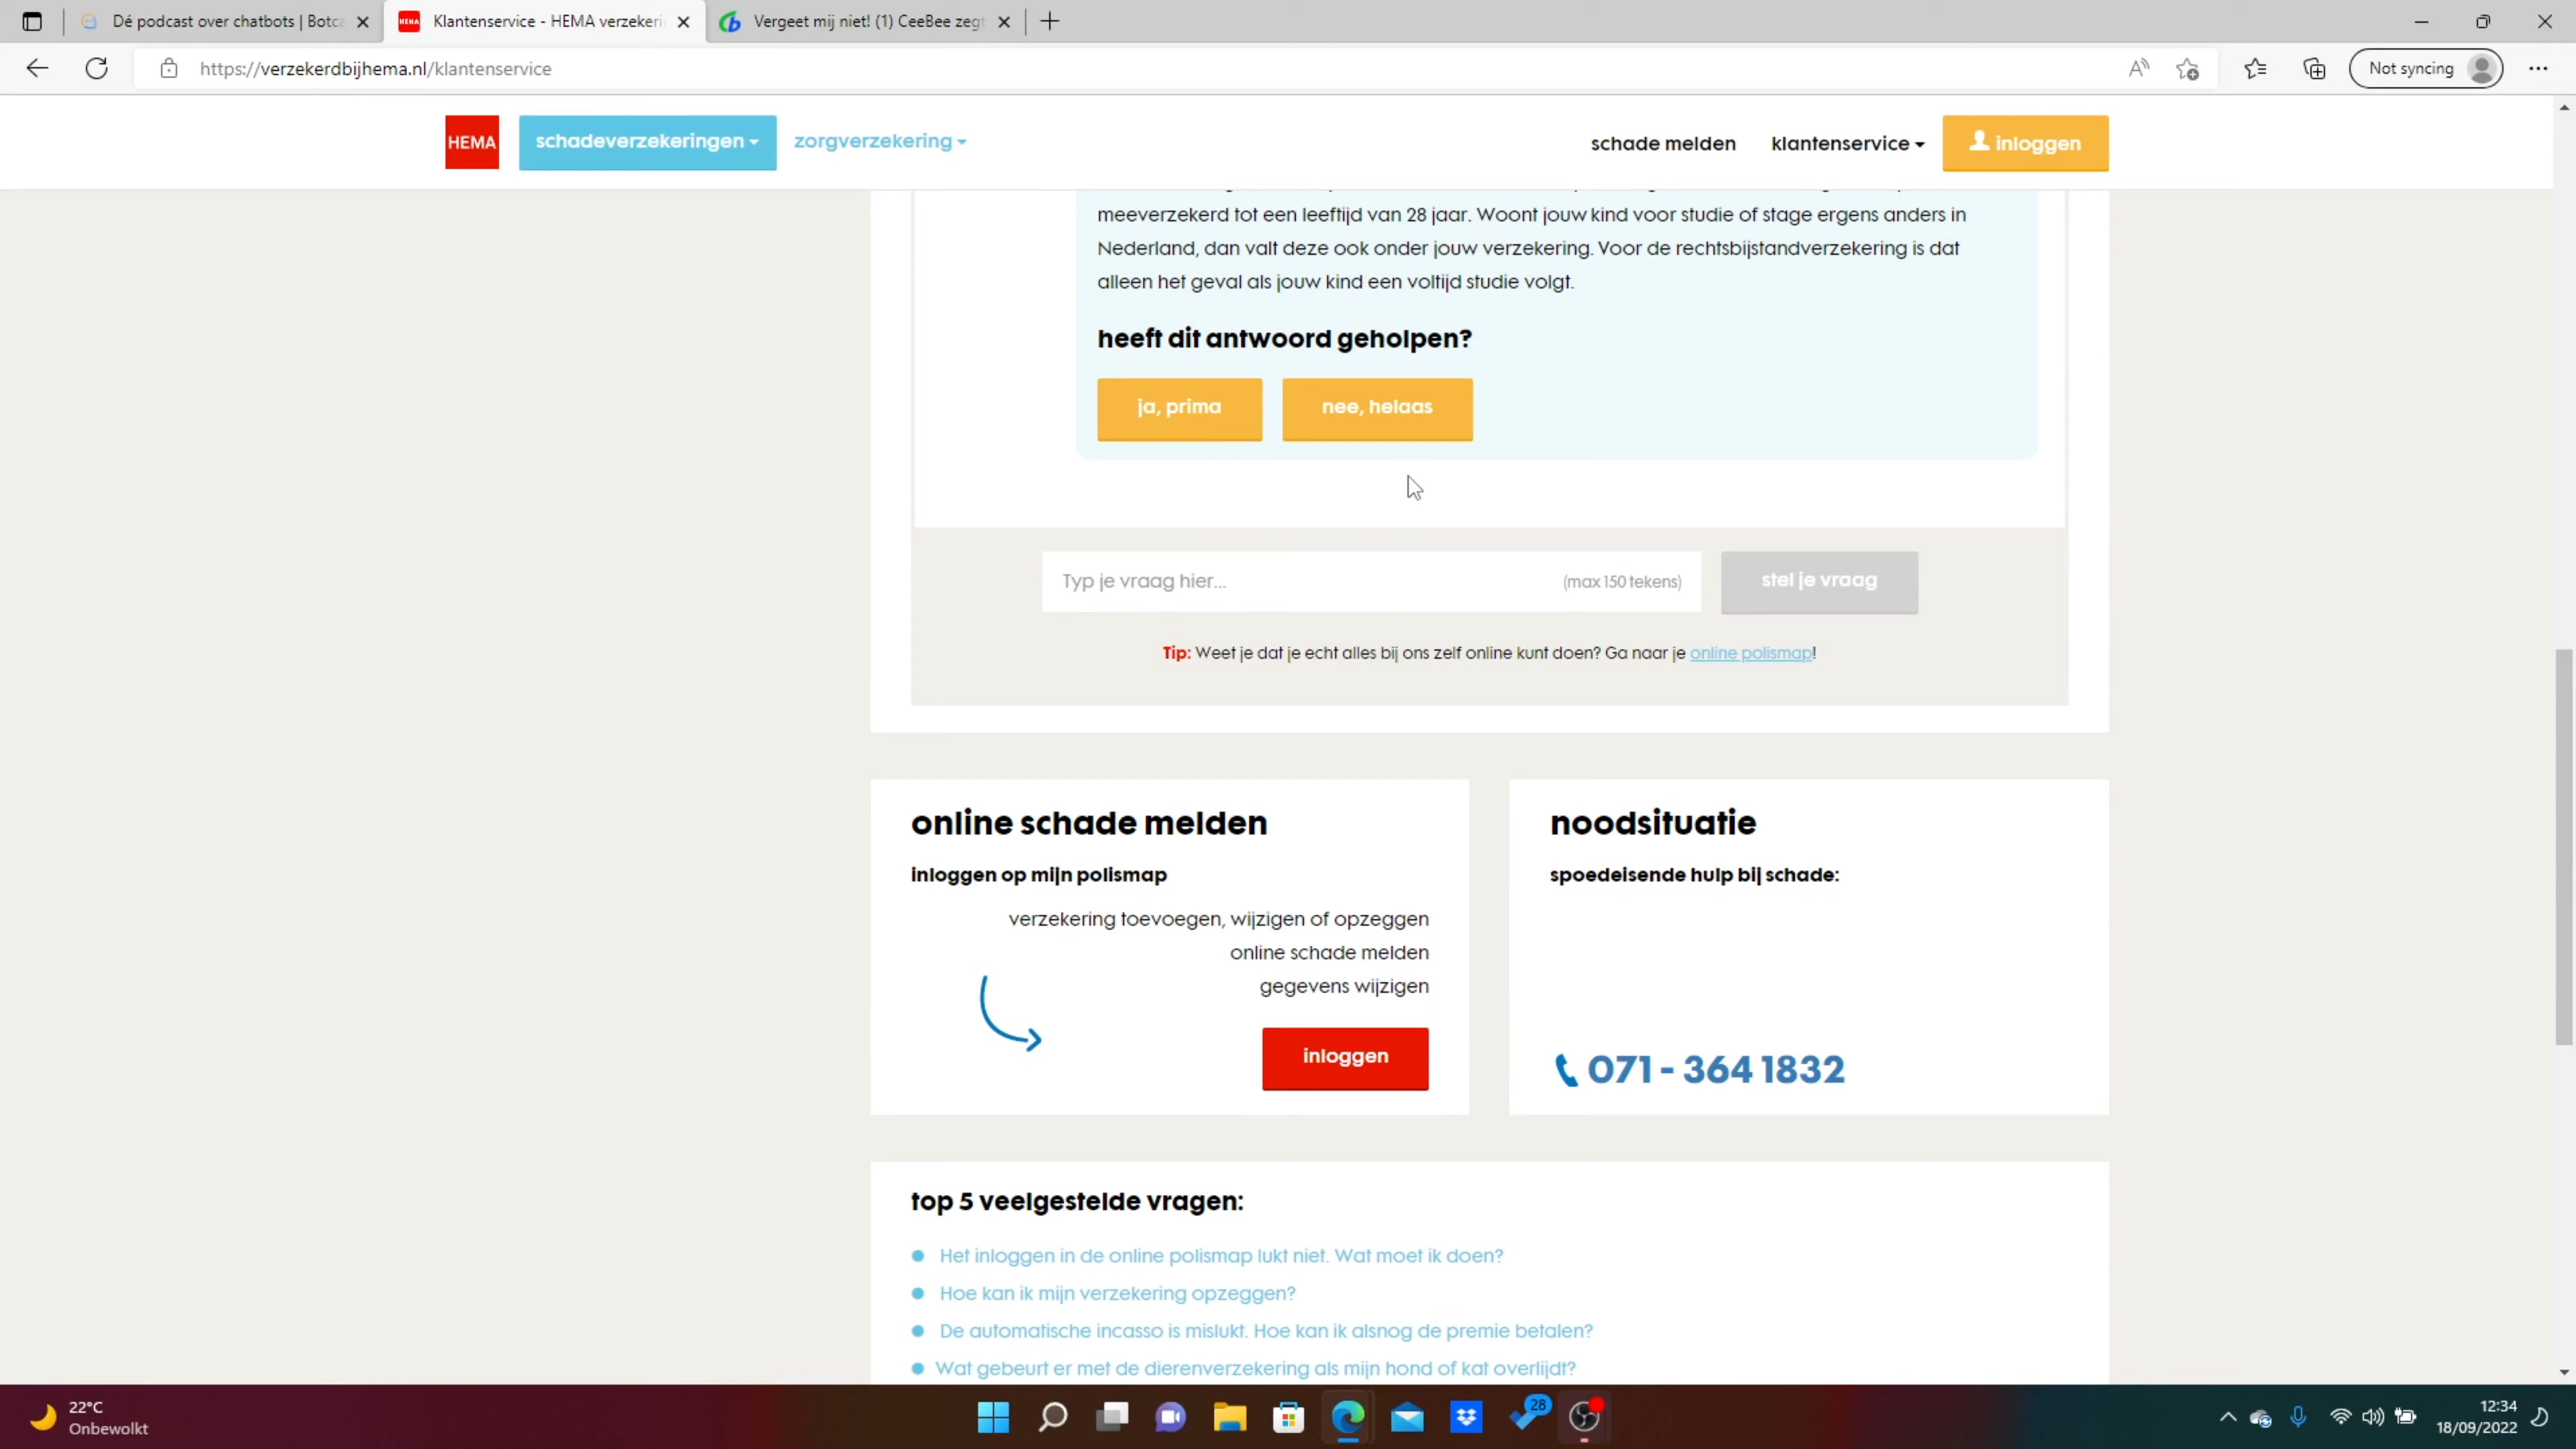 Dé podcast over chatbots | Botca
Klantenservice - HEMA verzekeri
Vergeet mij niet! (1) CeeBee zegt
https://verzekerdbijhema.nl/klantenservice
Not syncing
HEMA
schadeverzekeringen
zorgverzekering
schade melden
klantenservice
inloggen
meeverzekerd tot een leeftijd van 28 jaar. Woont jouw kind voor studie of stage ergens anders in
Nederland, dan valt deze ook onder jouw verzekering. Voor de rechtsbijstandverzekering is dat
alleen het geval als jouw kind een voltijd studie volgt.
heeft dit antwoord geholpen?
ja, prima
nee, helaas
Typ je vraag hier...
(max 150 tekens)
stel je vraag
Tip: Weet je dat je echt alles bij ons zelf online kunt doen? Ga naar je online polismap!
online schade melden
inloggen op mijn polismap
verzekering toevoegen, wijzigen of opzeggen
online schade melden
gegevens wijzigen
inloggen
noodsituatie
spoedeisende hulp bij schade:
071 - 364 1832
top 5 veelgestelde vragen:
Het inloggen in de online polismap lukt niet. Wat moet ik doen?
Hoe kan ik mijn verzekering opzeggen?
De automatische incasso is mislukt. Hoe kan ik alsnog de premie betalen?
Wat gebeurt er met de dierenverzekering als mijn hond of kat overlijdt?
22°C
Onbewolkt
28
12:34
18/09/2022